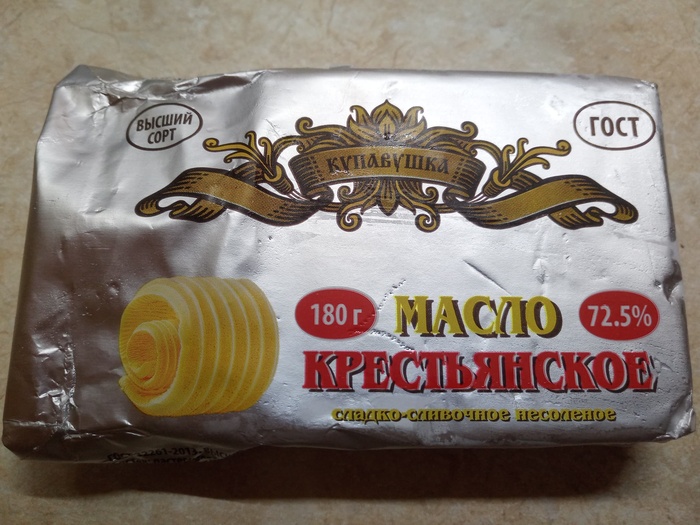 ВЫСШИЙ
СОРТ
КУПАВУШКА
ГОСТ
180 г
МАСЛО
72.5%
КРЕСТЬЯНСКОЕ
сладко-сливочное несоленое